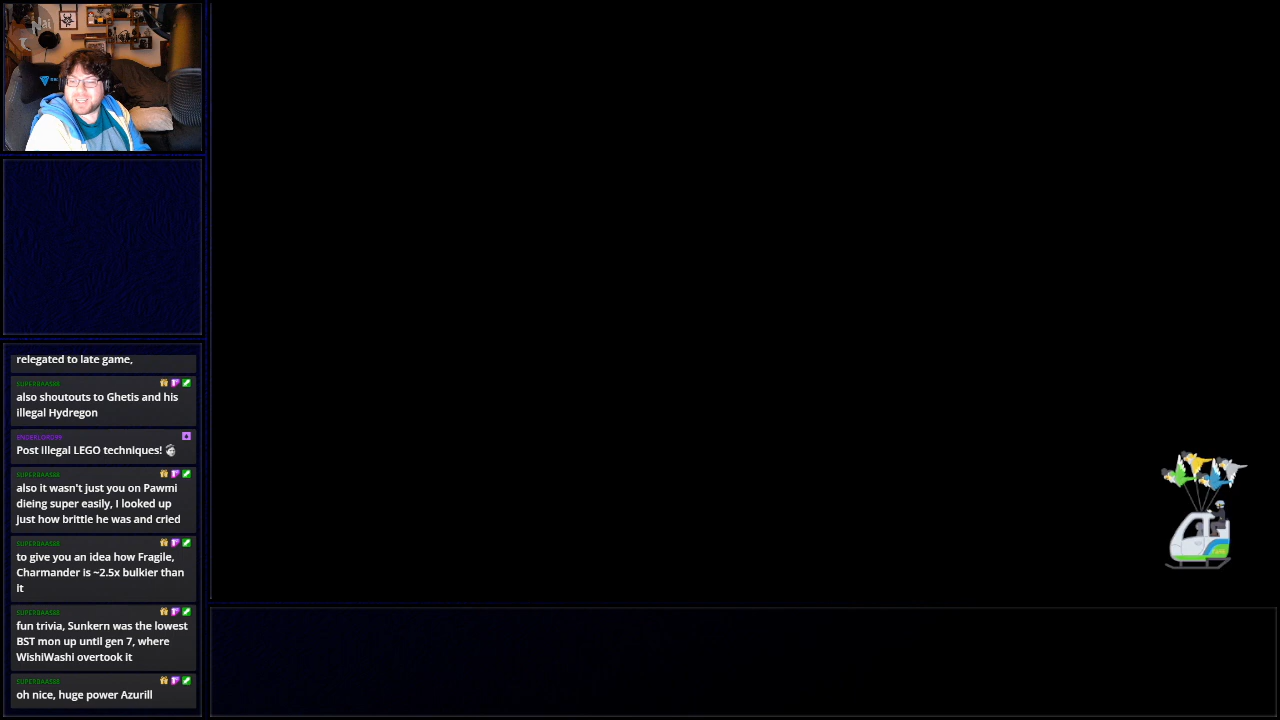 Nai
relegated to late game,
SUPERBAAS88
also shoutouts to Ghetis and his
illegal Hydregon
ENDERLORD99
Post illegal LEGO techniques!
also it wasn't just you on Pawmi
dieing super easily, I looked up
just how brittle he was and cried
to give you an idea how Fragile,
Charmander is ~2.5x bulkier than
it
fun trivia, Sunkern was the lowest
BST mon up until gen 7, where
WishiWashi overtook it
oh nice, huge power Azurill